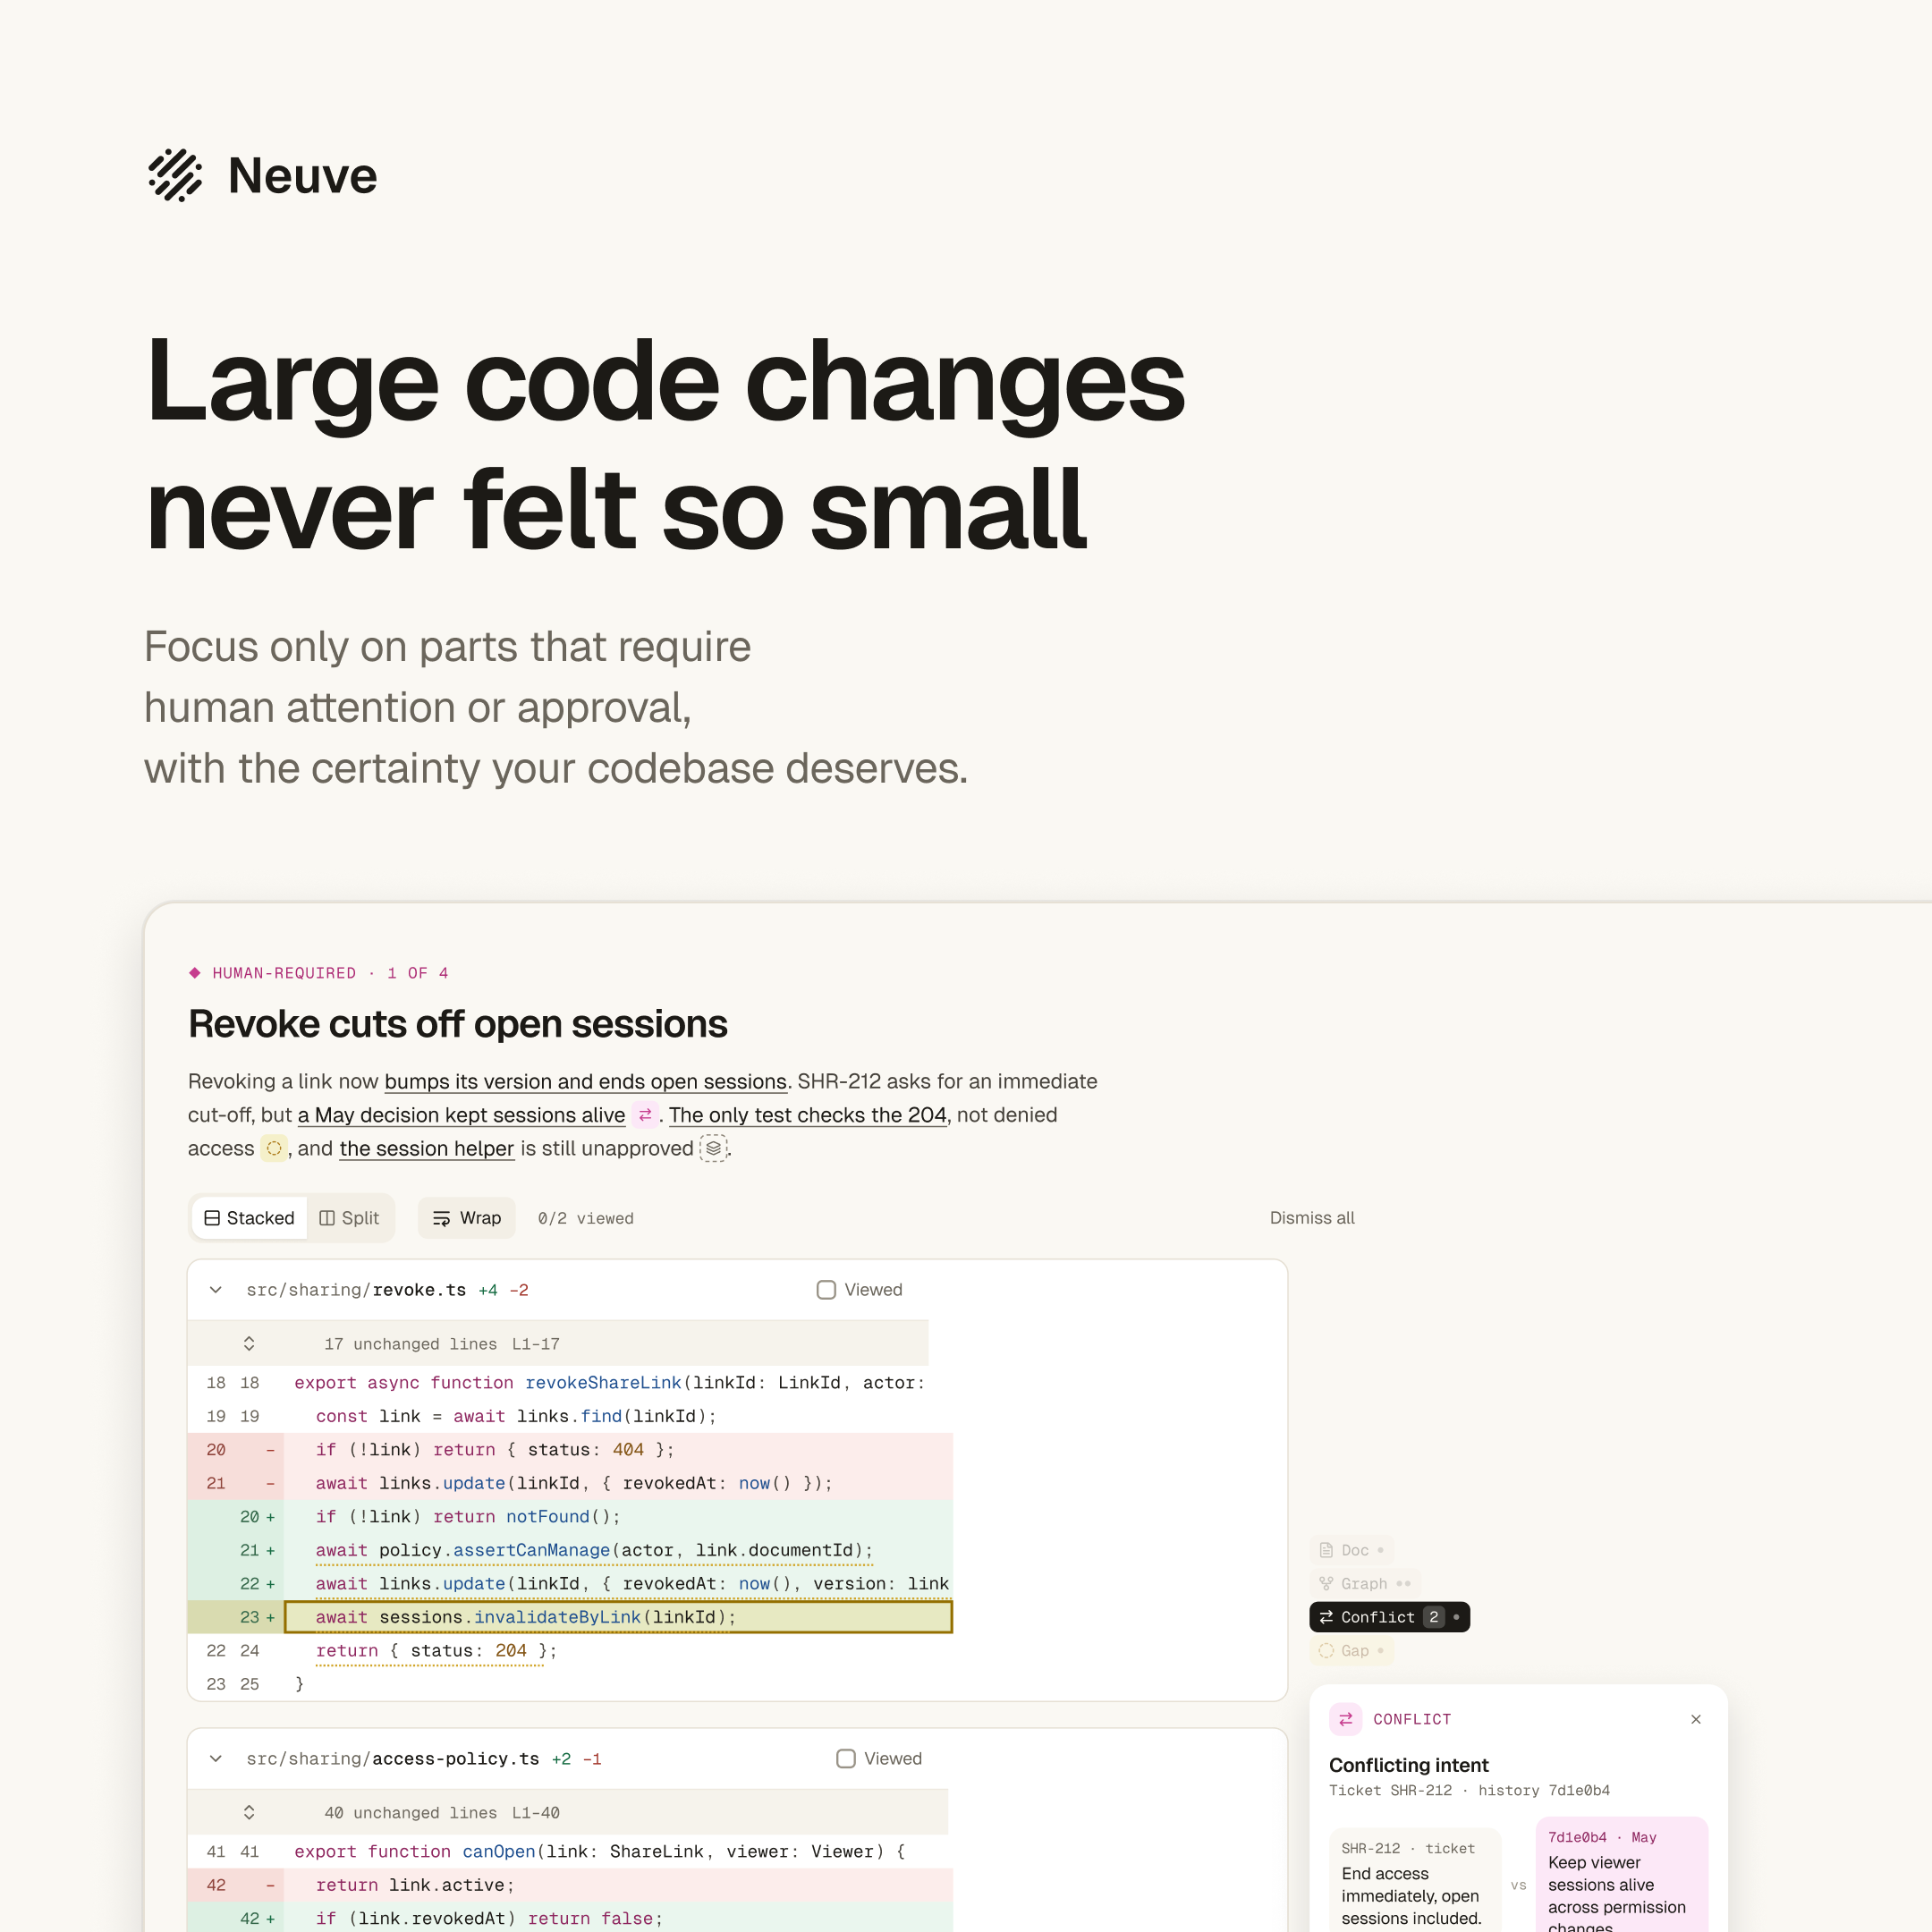 Neuve
Large code changes
never felt so small
Focus only on parts that require
human attention or approval,
with the certainty your codebase deserves.
HUMAN-REQUIRED · 1 OF 4
Revoke cuts off open sessions
Revoking a link now bumps its version and ends open sessions. SHR-212 asks for an immediate
cut-off, but a May decision kept sessions alive. The only test checks the 204, not denied
access, and the session helper is still unapproved.
Stacked Split Wrap 0/2 viewed Dismiss all
src/sharing/revoke.ts +4 −2 Viewed
17 unchanged lines L1–17
18 18 export async function revokeShareLink(linkId: LinkId, actor:
19 19 const link = await links.find(linkId);
20 − if (!link) return { status: 404 };
21 − await links.update(linkId, { revokedAt: now() });
20 + if (!link) return notFound();
21 + await policy.assertCanManage(actor, link.documentId);
22 + await links.update(linkId, { revokedAt: now(), version: link
23 + await sessions.invalidateByLink(linkId);
22 24 return { status: 204 };
23 25 }
Doc
Graph
Conflict 2
Gap
src/sharing/access-policy.ts +2 −1 Viewed
40 unchanged lines L1–40
41 41 export function canOpen(link: ShareLink, viewer: Viewer) {
42 − return link.active;
42 + if (link.revokedAt) return false;
CONFLICT
Conflicting intent
Ticket SHR-212 · history 7d1e0b4
SHR-212 · ticket
End access
immediately, open
sessions included.
vs
7d1e0b4 · May
Keep viewer
sessions alive
across permission
changes